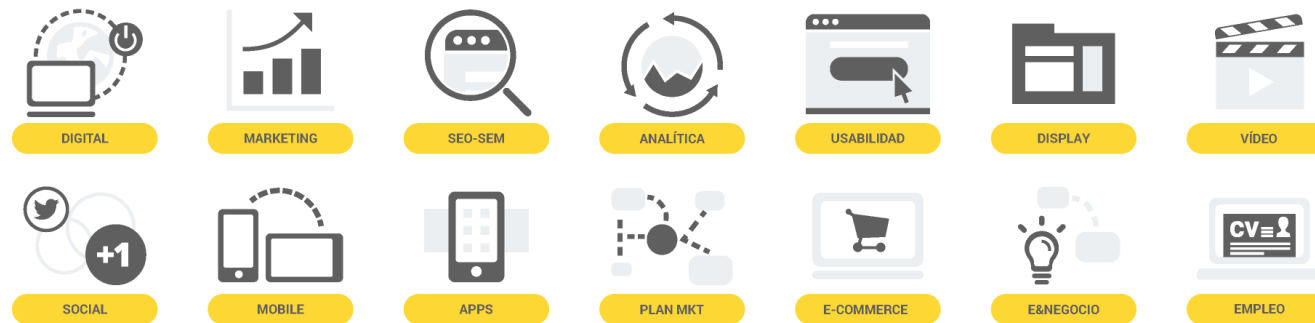 DIGITAL
MARKETING
SEO-SEM
ANALÍTICA
USABILIDAD
DISPLAY
VÍDEO
+1
CV
SOCIAL
MOBILE
APPS
PLAN MKT
E-COMMERCE
E&NEGOCIO
EMPLEO